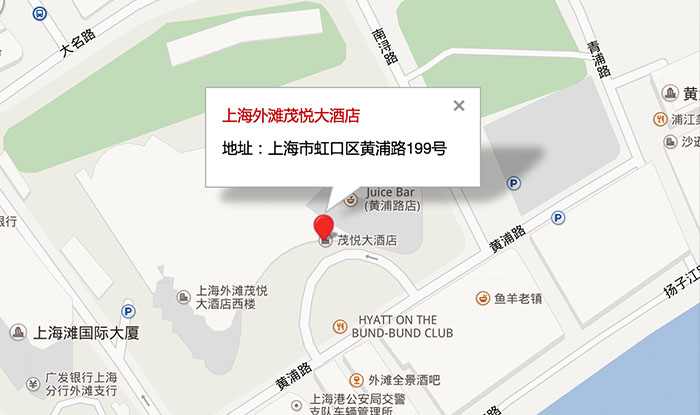 大名路
南浔路
青浦路
黄
浦江
沙逊
上海外滩茂悦大酒店
地址：上海市虹口区黄浦路199号
Juice Bar
(黄浦路店)
P
茂悦大酒店
黄浦路
P
扬子江
银行
上海外滩茂悦
大酒店西楼
P
鱼羊老镇
上海滩国际大厦
HYATT ON THE
BUND-BUND CLUB
广发银行上海
分行外滩支行
黄浦路
外滩全景酒吧
上海港公安局交警
支队车辆管理所